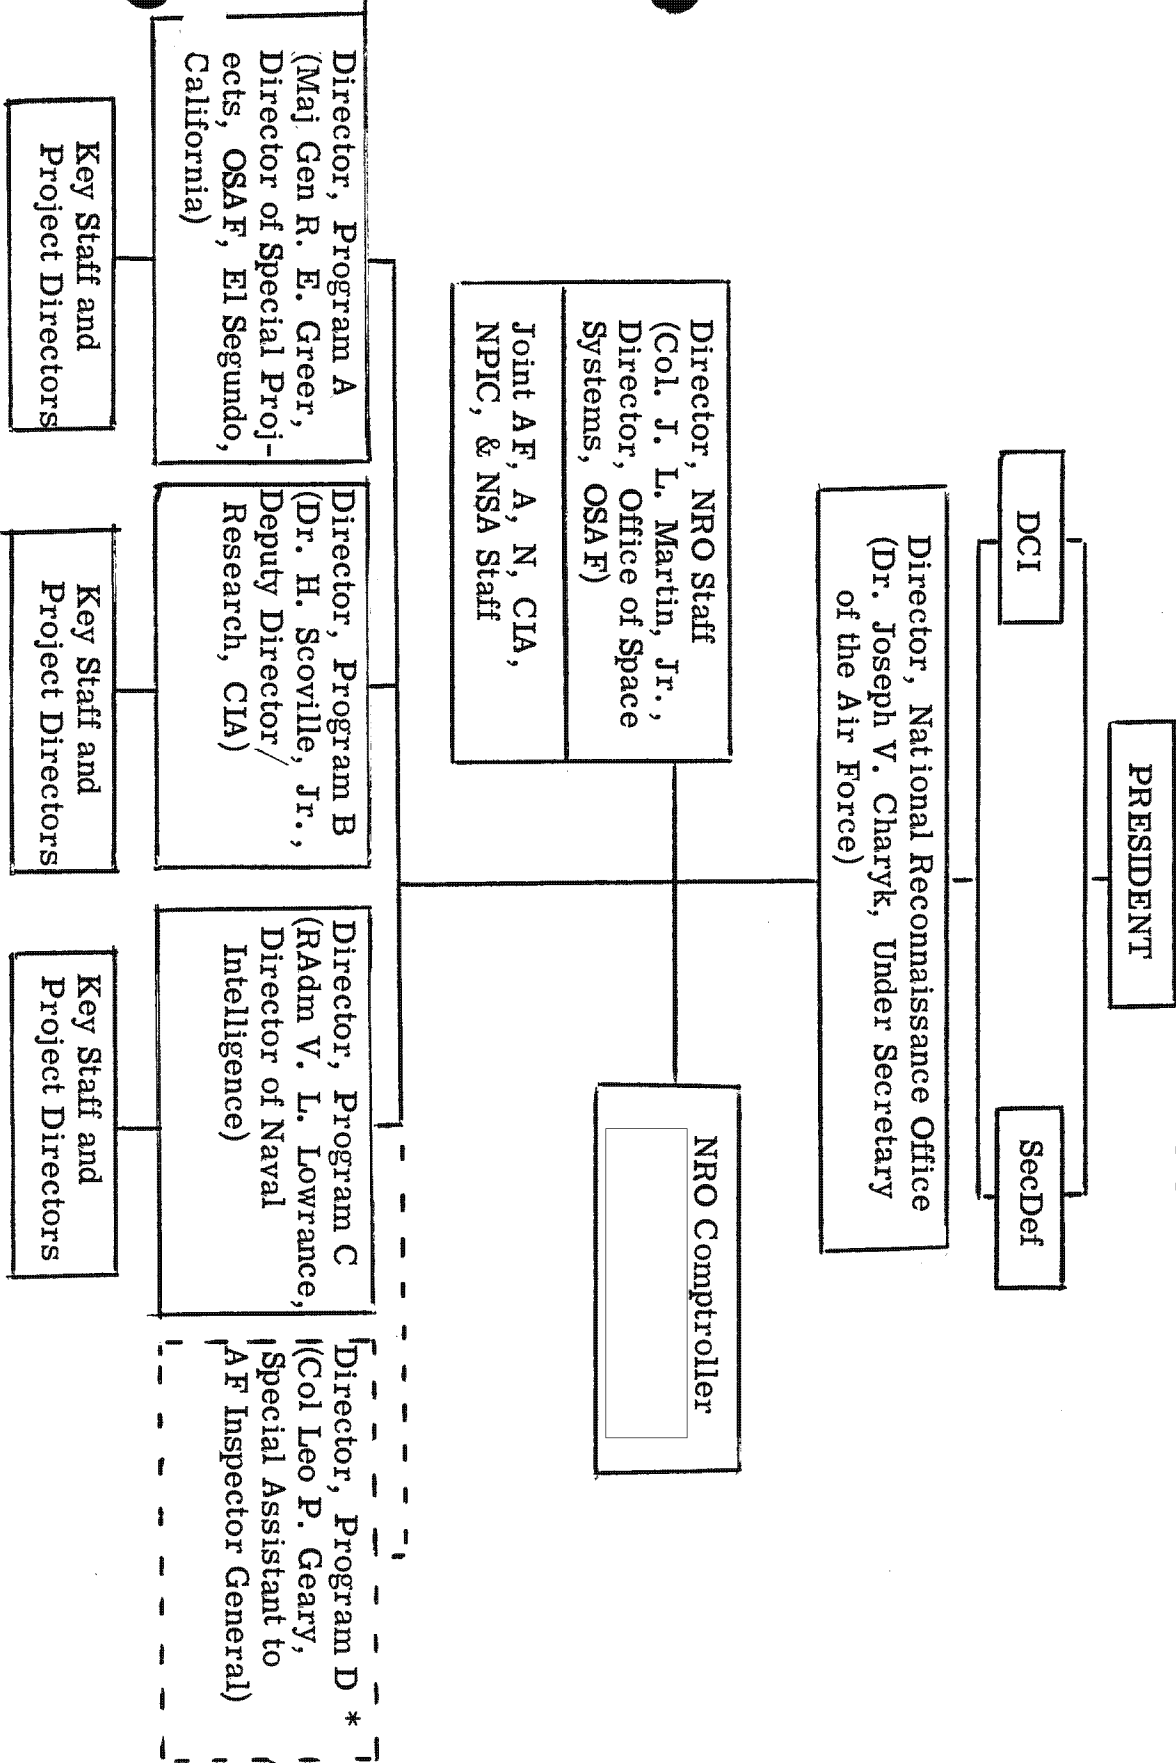 PRESIDENT
DCI
SecDef
Director, National Reconnaissance Office
(Dr. Joseph V. Charyk, Under Secretary
of the Air Force)
Director, NRO Staff
(Col. J. L. Martin, Jr.,
Director, Office of Space
Systems, OSAF)
Joint AF, A, N, CIA,
NPIC, & NSA Staff
NRO Comptroller
Director, Program A
(Maj Gen R. E. Greer,
Director of Special Proj-
ects, OSAF, El Segundo,
California)
Key Staff and
Project Directors
Director, Program B
(Dr. H. Scoville, Jr.,
Deputy Director/
Research, CIA)
Key Staff and
Project Directors
Director, Program C
(RAdm V. L. Lowrance,
Director of Naval
Intelligence)
Key Staff and
Project Directors
Director, Program D *
(Col Leo P. Geary,
Special Assistant to
AF Inspector General)